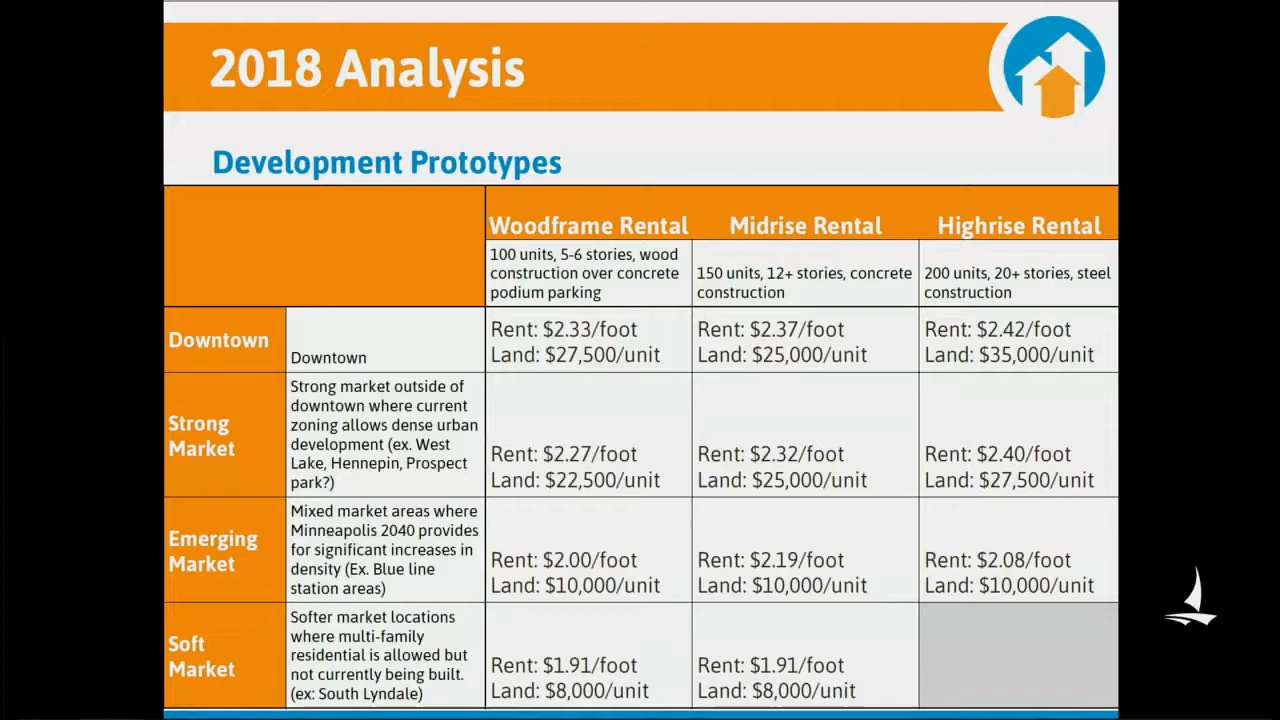 2018 Analysis
Development Prototypes
Woodframe Rental
Midrise Rental
Highrise Rental
100 units, 5-6 stories, wood
construction over concrete
podium parking
150 units, 12+ stories, concrete
construction
200 units, 20+ stories, steel
construction
Downtown
Downtown
Rent: $2.33/foot
Land: $27,500/unit
Rent: $2.37/foot
Land: $25,000/unit
Rent: $2.42/foot
Land: $35,000/unit
Strong
Market
Strong market outside of
downtown where current
zoning allows dense urban
development (ex. West
Lake, Hennepin, Prospect
park?)
Rent: $2.27/foot
Land: $22,500/unit
Rent: $2.32/foot
Land: $25,000/unit
Rent: $2.40/foot
Land: $27,500/unit
Emerging
Market
Mixed market areas where
Minneapolis 2040 provides
for significant increases in
density (Ex. Blue line
station areas)
Rent: $2.00/foot
Land: $10,000/unit
Rent: $2.19/foot
Land: $10,000/unit
Rent: $2.08/foot
Land: $10,000/unit
Soft
Market
Softer market locations
where multi-family
residential is allowed but
not currently being built.
(ex: South Lyndale)
Rent: $1.91/foot
Land: $8,000/unit
Rent: $1.91/foot
Land: $8,000/unit